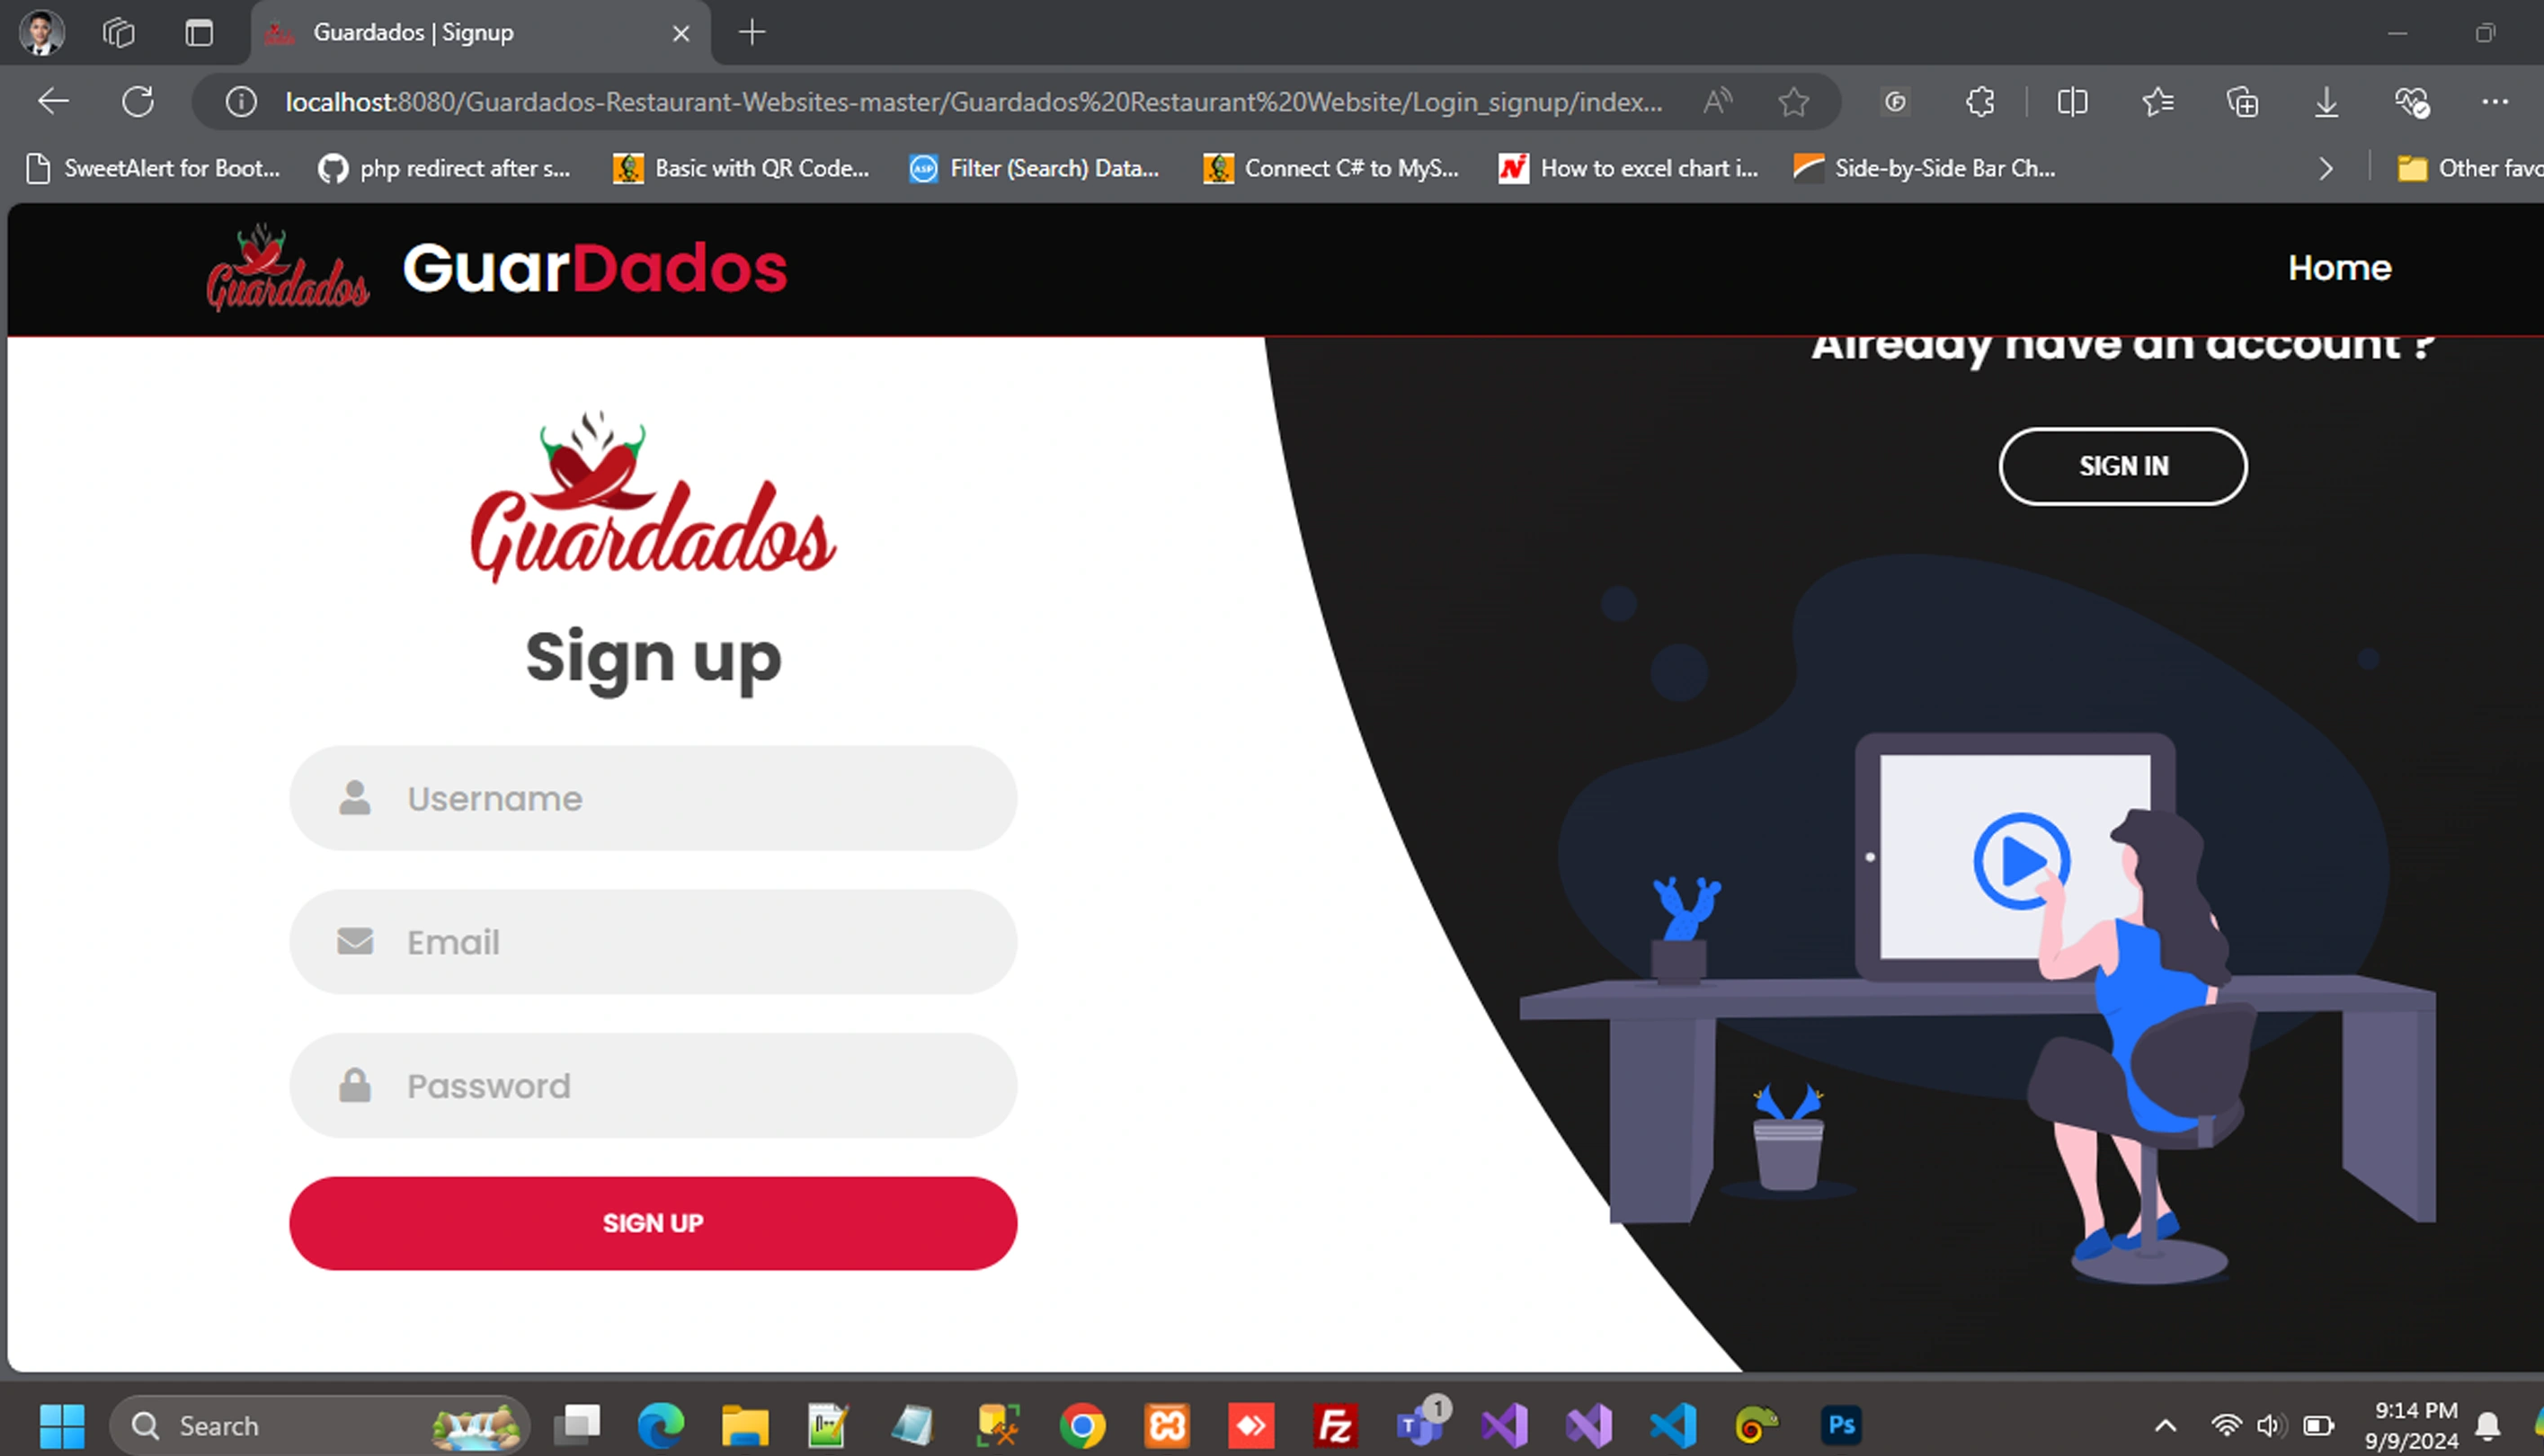 Guardados | Signup
localhost:8080/Guardados-Restaurant-Websites-master/Guardados%20Restaurant%20Website/Login_signup/index...
SweetAlert for Boot...
php redirect after s...
Basic with QR Code...
Filter (Search) Data...
Connect C# to MyS...
How to excel chart i...
Side-by-Side Bar Ch...
Other favo
Guardados
GuarDados
Home
Already have an account ?
SIGN IN
Guardados
Sign up
Username
Email
Password
SIGN UP
Search
Fz
T
1
Ps
9:14 PM
9/9/2024